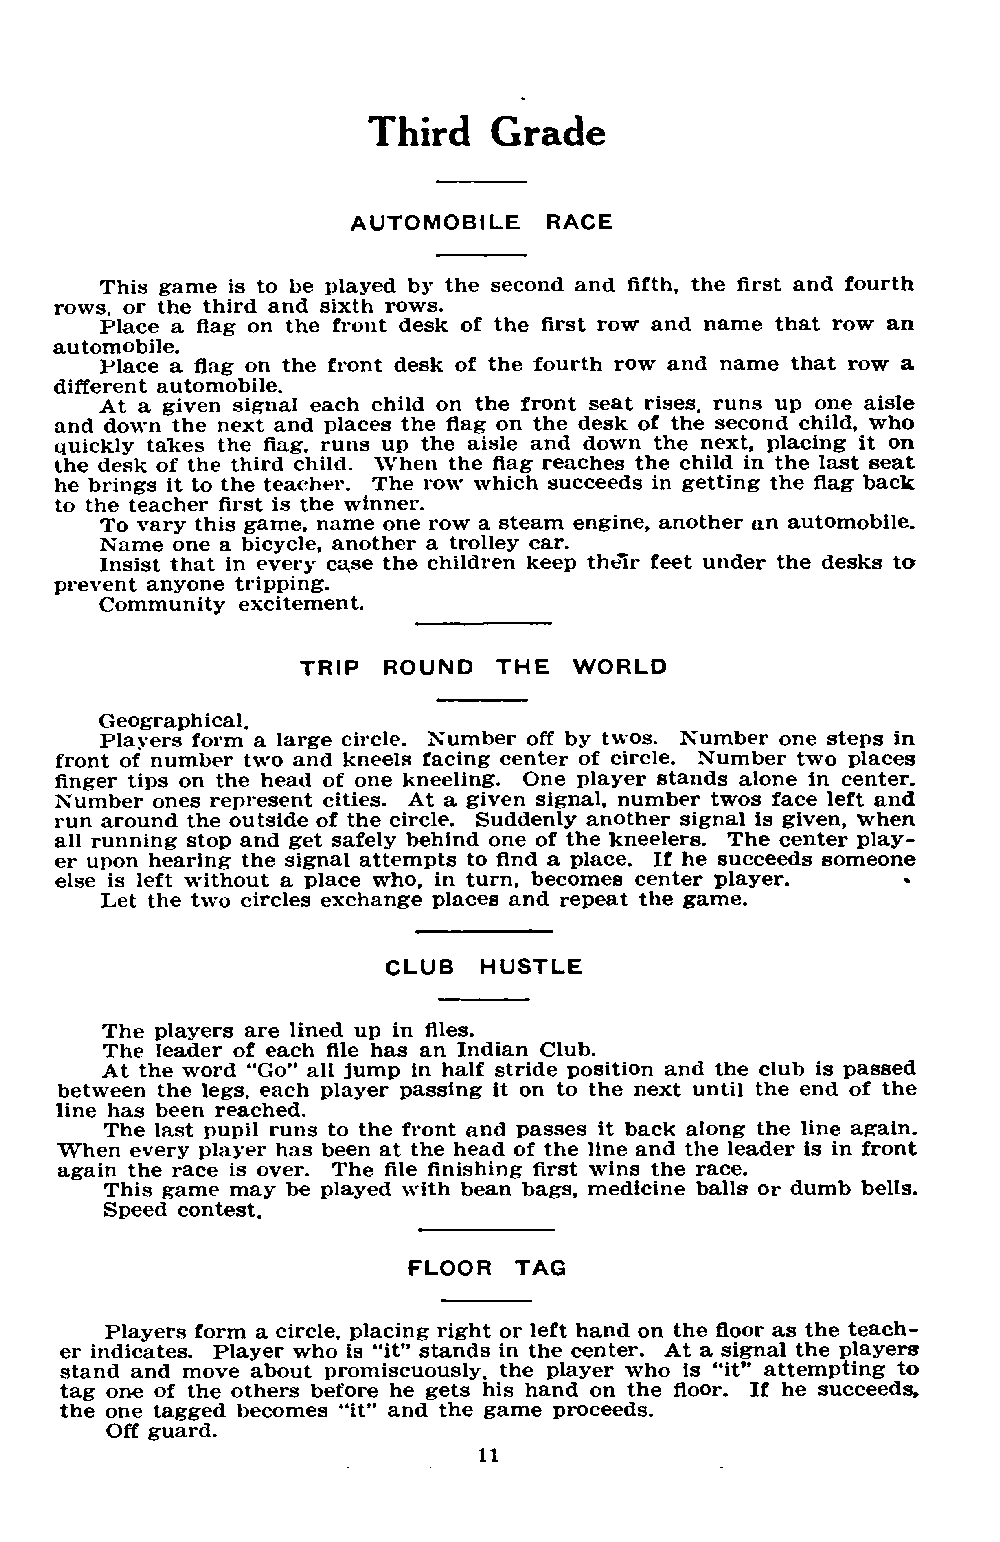 Third Grade
AUTOMOBILE RACE
This game is to be played by the second and fifth, the first and fourth
rows, or the third and sixth rows.
Place a flag on the front desk of the first row and name that row an
automobile.
Place a flag on the front desk of the fourth row and name that row a
different automobile.
At a given signal each child on the front seat rises, runs up one aisle
and down the next and places the flag on the desk of the second child, who
quickly takes the flag, runs up the aisle and down the next, placing it on
the desk of the third child. When the flag reaches the child in the last seat
he brings it to the teacher. The row which succeeds in getting the flag back
to the teacher first is the winner.
To vary this game, name one row a steam engine, another an automobile.
Name one a bicycle, another a trolley car.
Insist that in every case the children keep their feet under the desks to
prevent anyone tripping.
Community excitement.
TRIP ROUND THE WORLD
Geographical.
Players form a large circle. Number off by twos. Number one steps in
front of number two and kneels facing center of circle. Number two places
finger tips on the head of one kneeling. One player stands alone in center.
Number ones represent cities. At a given signal, number twos face left and
run around the outside of the circle. Suddenly another signal is given, when
all running stop and get safely behind one of the kneelers. The center play-
er upon hearing the signal attempts to find a place. If he succeeds someone
else is left without a place who, in turn, becomes center player.
Let the two circles exchange places and repeat the game.
CLUB HUSTLE
The players are lined up in files.
The leader of each file has an Indian Club.
At the word "Go" all jump in half stride position and the club is passed
between the legs, each player passing it on to the next until the end of the
line has been reached.
The last pupil runs to the front and passes it back along the line again.
When every player has been at the head of the line and the leader is in front
again the race is over. The file finishing first wins the race.
This game may be played with bean bags, medicine balls or dumb bells.
Speed contest.
FLOOR TAG
Players form a circle, placing right or left hand on the floor as the teach-
er indicates. Player who is "it" stands in the center. At a signal the players
stand and move about promiscuously, the player who is "it" attempting to
tag one of the others before he gets his hand on the floor. If he succeeds,
the one tagged becomes "it" and the game proceeds.
Off guard.
11